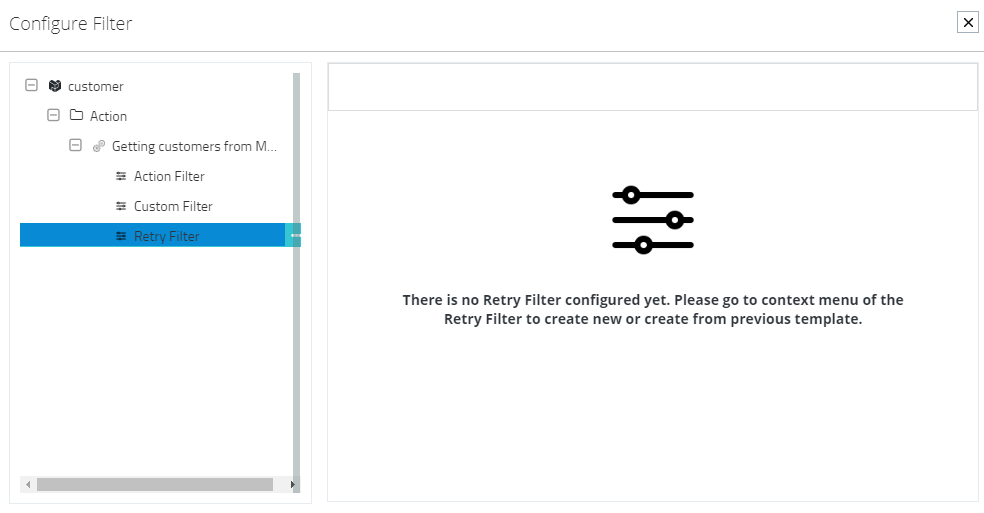 Configure Filter
customer
Action
Getting customers from M...
Action Filter
Custom Filter
Retry Filter
There is no Retry Filter configured yet. Please go to context menu of the
Retry Filter to create new or create from previous template.